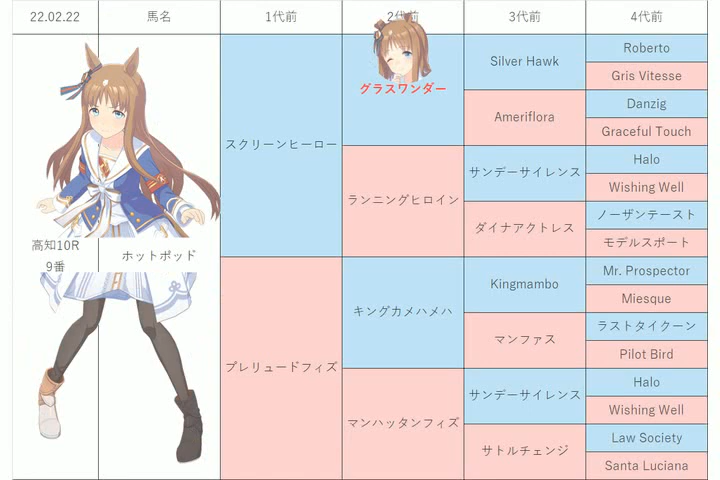 22.02.22
馬名
1代前
2代前
3代前
4代前
高知10R
9番
ホットポッド
スクリーンヒーロー
グラスワンダー
Silver Hawk
Roberto
Gris Vitesse
Ameriflora
Danzig
Graceful Touch
ランニングヒロイン
サンデーサイレンス
Halo
Wishing Well
ダイナアクトレス
ノーザンテースト
モデルスポート
プレリュードフィズ
キングカメハメハ
Kingmambo
Mr. Prospector
Miesque
マンファス
ラストタイクーン
Pilot Bird
マンハッタンフィズ
サンデーサイレンス
Halo
Wishing Well
サトルチェンジ
Law Society
Santa Luciana